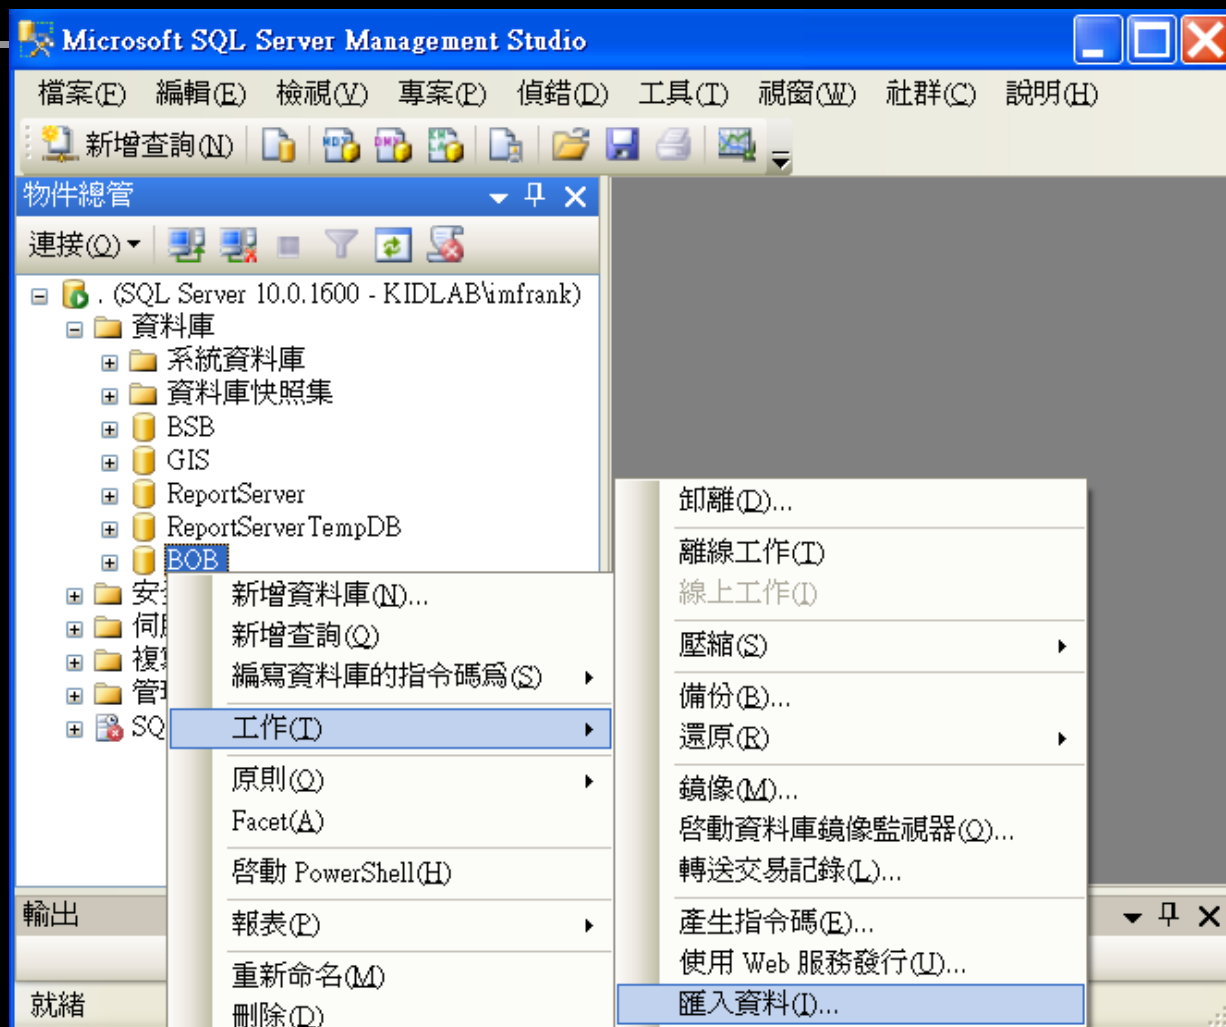 Microsoft SQL Server Management Studio
檔案(F) 編輯(E) 檢視(V) 專案(P) 偵錯(D) 工具(T) 視窗(W) 社群(C) 說明(H)
新增查詢(N)
物件總管
連接(O)
. (SQL Server 10.0.1600 - KIDLAB\imfrank)
資料庫
系統資料庫
資料庫快照集
BSB
GIS
ReportServer
ReportServerTempDB
BOB
安
伺
複
管
SQ
新增資料庫(N)...
新增查詢(Q)
編寫資料庫的指令碼為(S)
工作(T)
原則(O)
Facet(A)
啓動 PowerShell(H)
報表(P)
重新命名(M)
刪除(D)
卸離(D)...
離線工作(T)
線上工作(I)
壓縮(S)
備份(B)...
還原(R)
鏡像(M)...
啓動資料庫鏡像監視器(O)...
轉送交易記錄(L)...
產生指令碼(E)...
使用 Web 服務發行(U)...
匯入資料(I)...
輸出
就緒